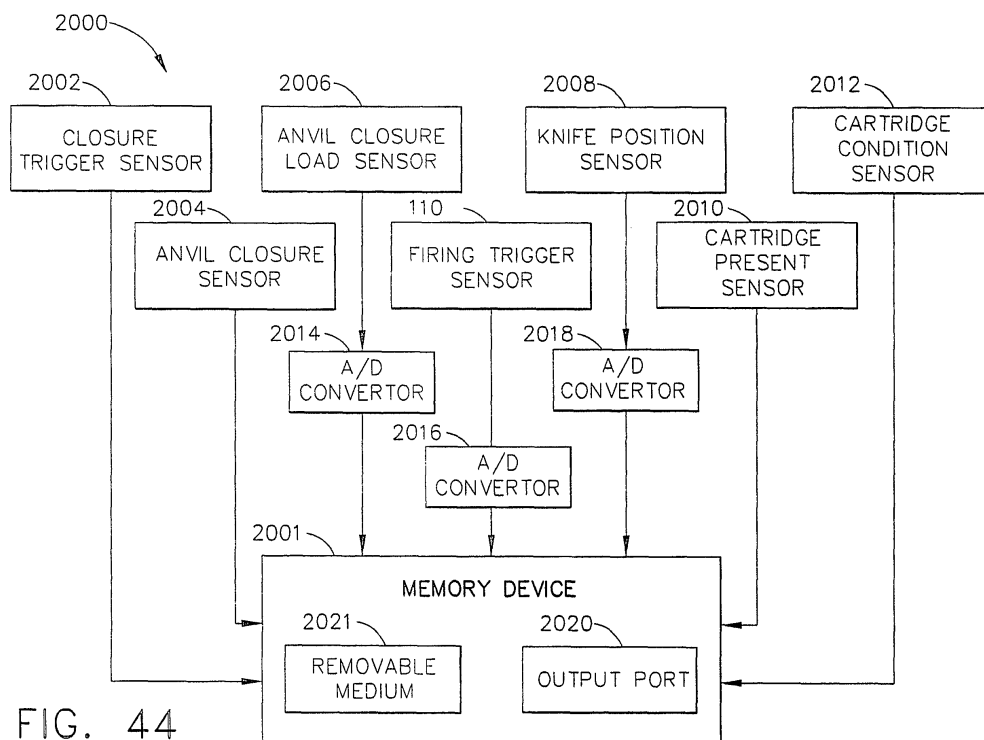 2000
2002
CLOSURE
TRIGGER SENSOR
2006
ANVIL CLOSURE
LOAD SENSOR
2008
KNIFE POSITION
SENSOR
2012
CARTRIDGE
CONDITION
SENSOR
2004
ANVIL CLOSURE
SENSOR
110
FIRING TRIGGER
SENSOR
2010
CARTRIDGE
PRESENT
SENSOR
2014
A/D
CONVERTOR
2018
A/D
CONVERTOR
2016
A/D
CONVERTOR
2001
MEMORY DEVICE
2021
REMOVABLE
MEDIUM
2020
OUTPUT PORT
FIG. 44